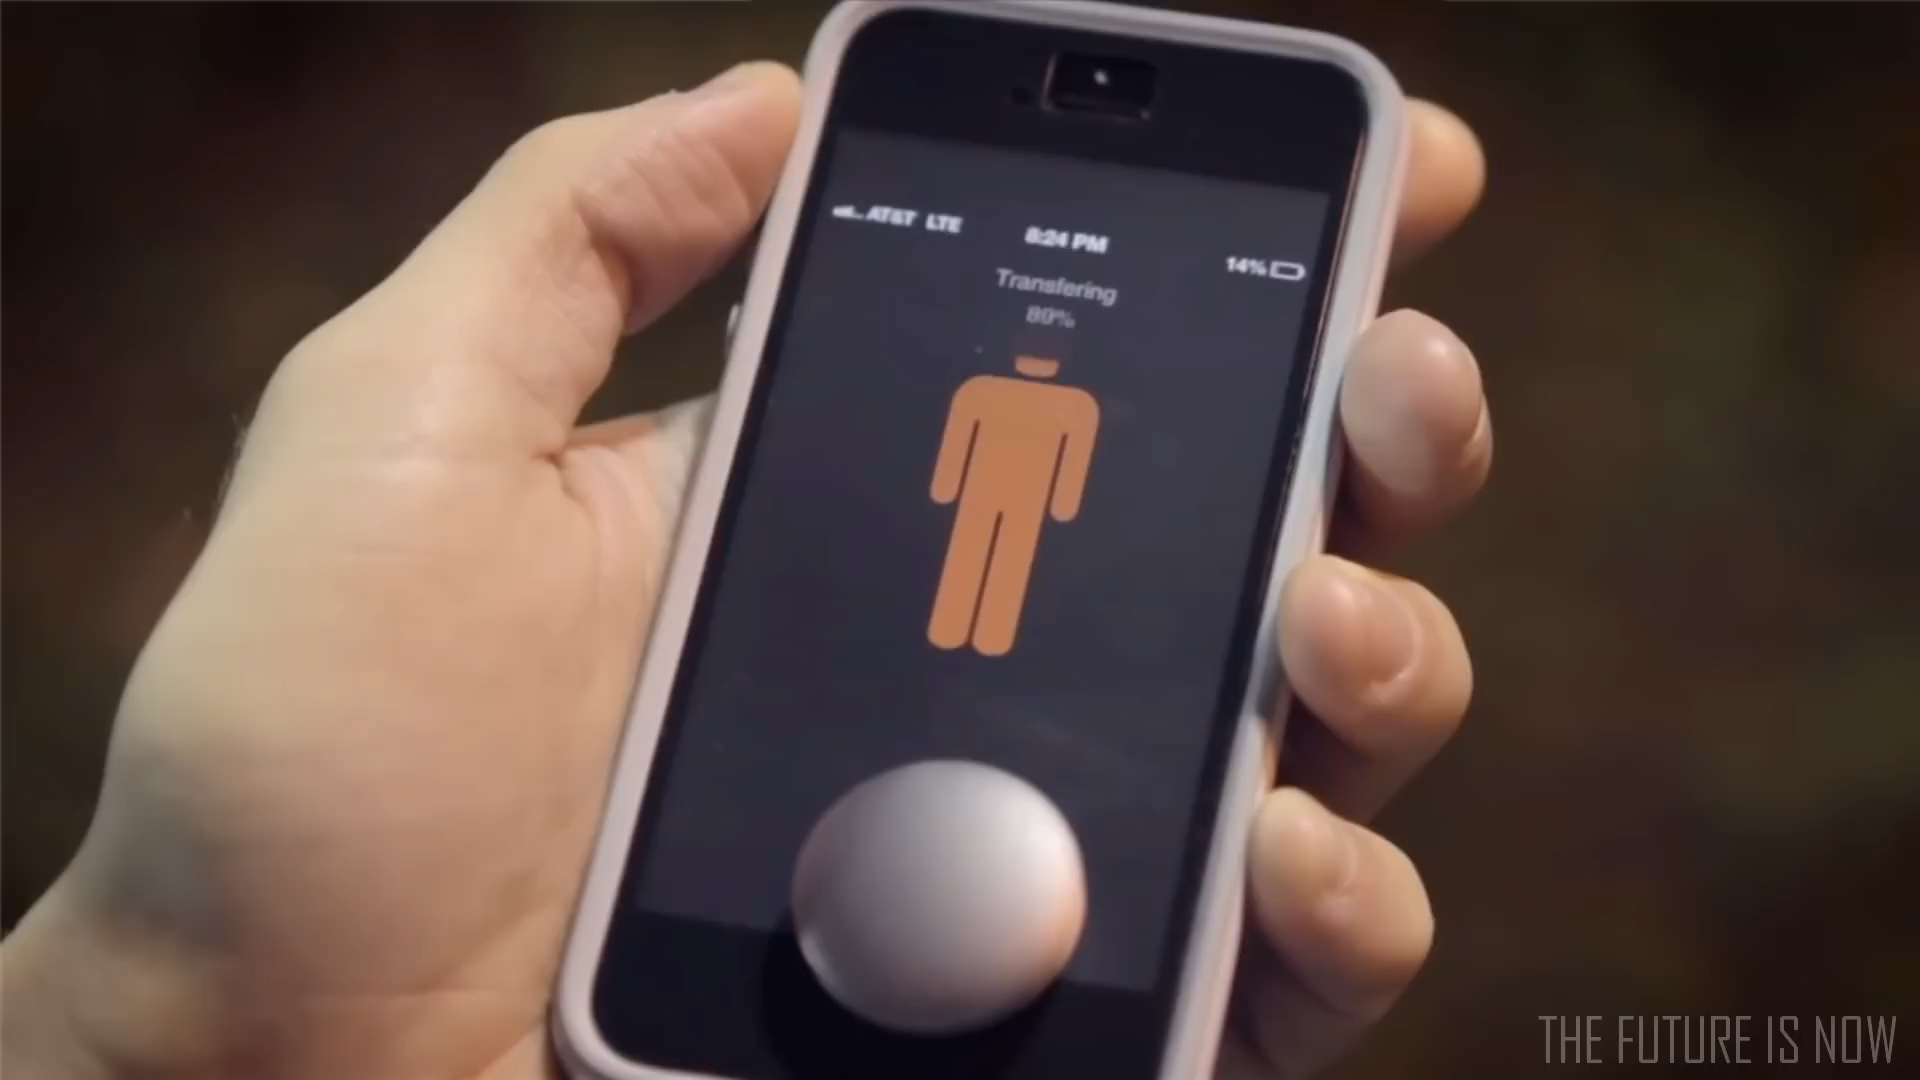 AT&T LTE 8:24 PM 14%
Transfering
89%
THE FUTURE IS NOW